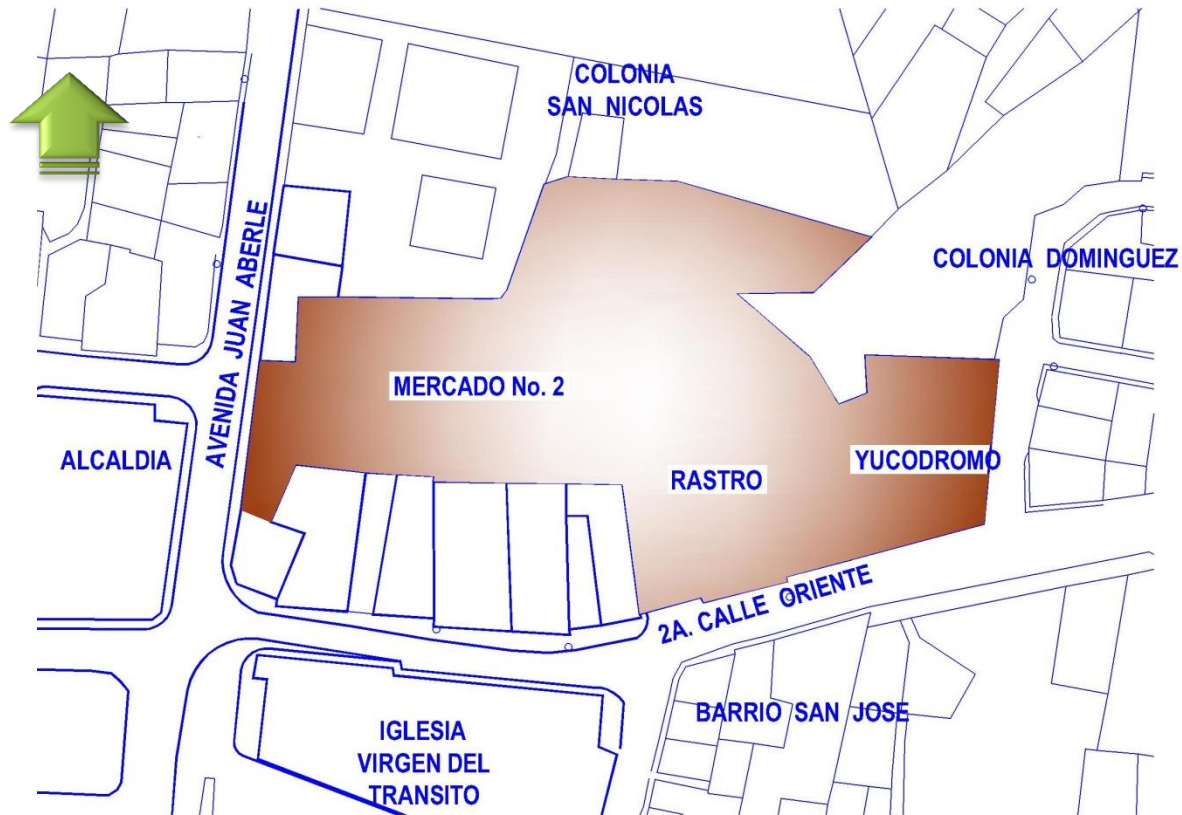 COLONIA
SAN NICOLAS
AVENIDA JUAN ABERLE
COLONIA DOMINGUEZ
MERCADO No. 2
ALCALDIA
RASTRO
YUCODROMO
2A. CALLE ORIENTE
BARRIO SAN JOSE
IGLESIA
VIRGEN DEL
TRANSITO